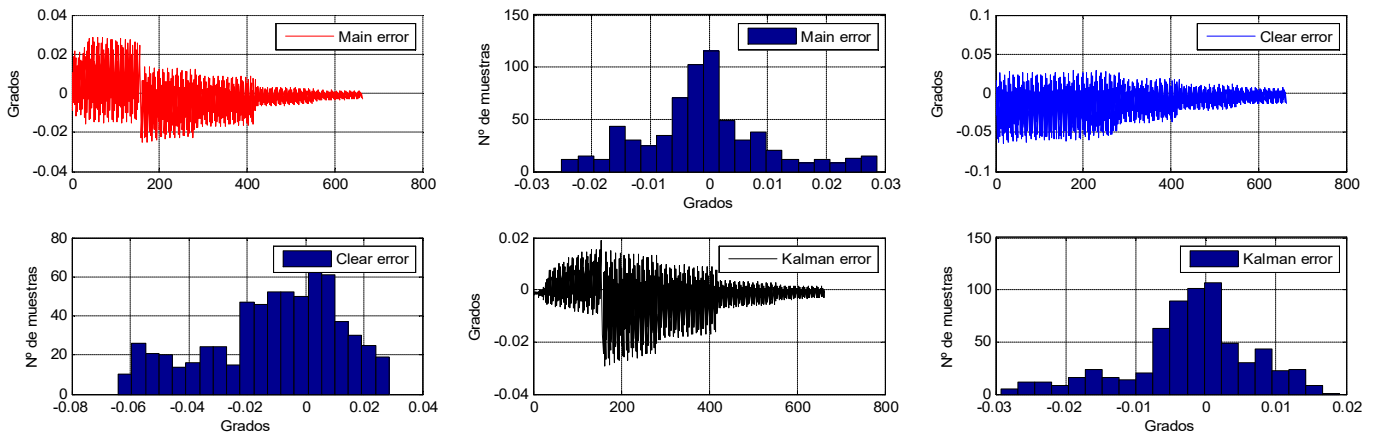 0.04
0.02
0
-0.02
-0.04
Grados
0 200 400 600 800
Main error
150
100
50
0
Nº de muestras
-0.03 -0.02 -0.01 0 0.01 0.02 0.03
Grados
Main error
0.1
0.05
0
-0.05
-0.1
Grados
0 200 400 600 800
Clear error
80
60
40
20
0
Nº de muestras
-0.08 -0.06 -0.04 -0.02 0 0.02 0.04
Grados
Clear error
0.02
0
-0.02
0.04
Grados
0 200 400 600 800
Kalman error
150
100
50
0
Nº de muestras
-0.03 -0.02 -0.01 0 0.01 0.02
Grados
Kalman error